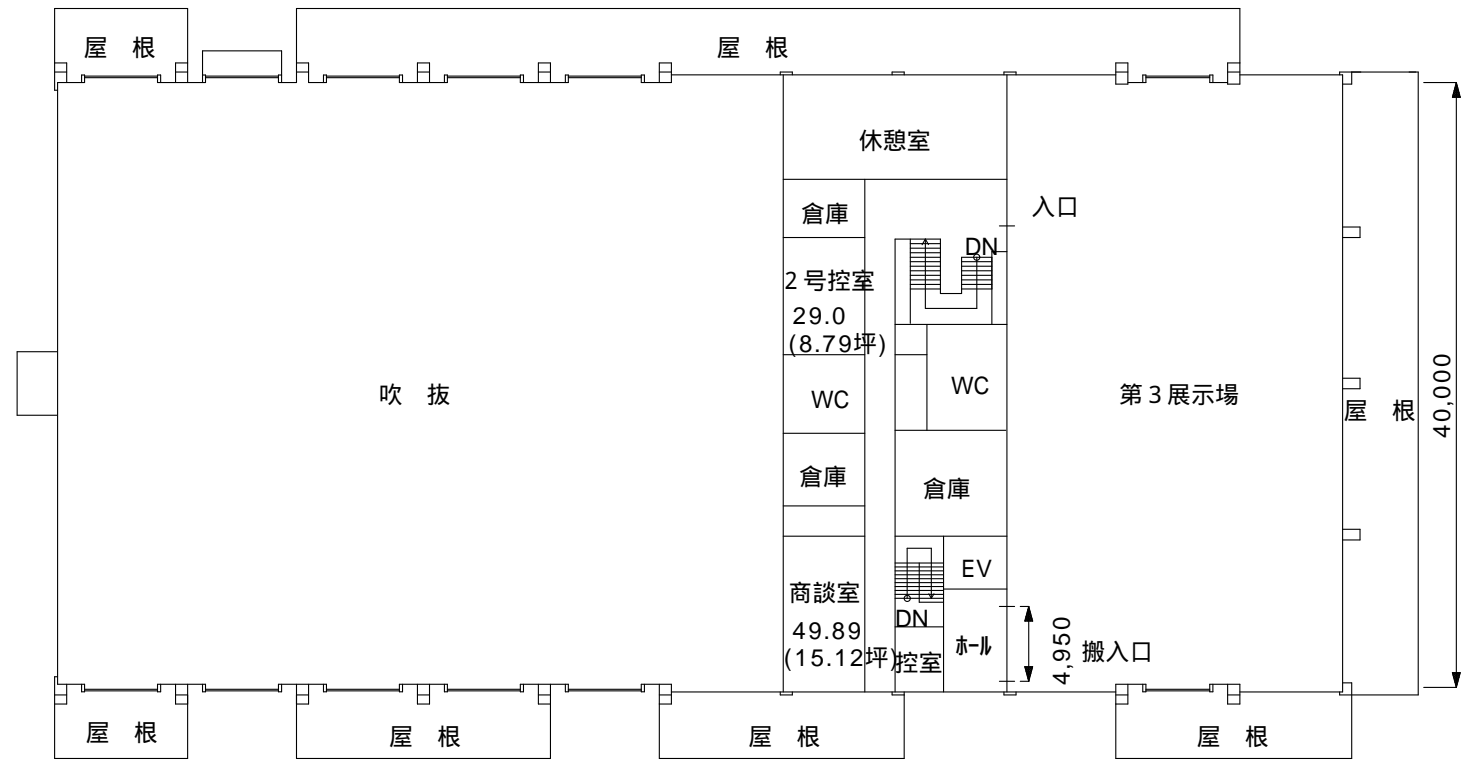 屋 根
屋 根
休憩室
倉庫
入口
DN
2号控室
29.0
(8.79坪)
WC
WC
吹 抜
第3展示場
屋 根
40,000
倉庫
倉庫
EV
商談室
49.89
(15.12坪)
DN
控室
ホール
4,950
搬入口
屋 根
屋 根
屋 根
屋 根